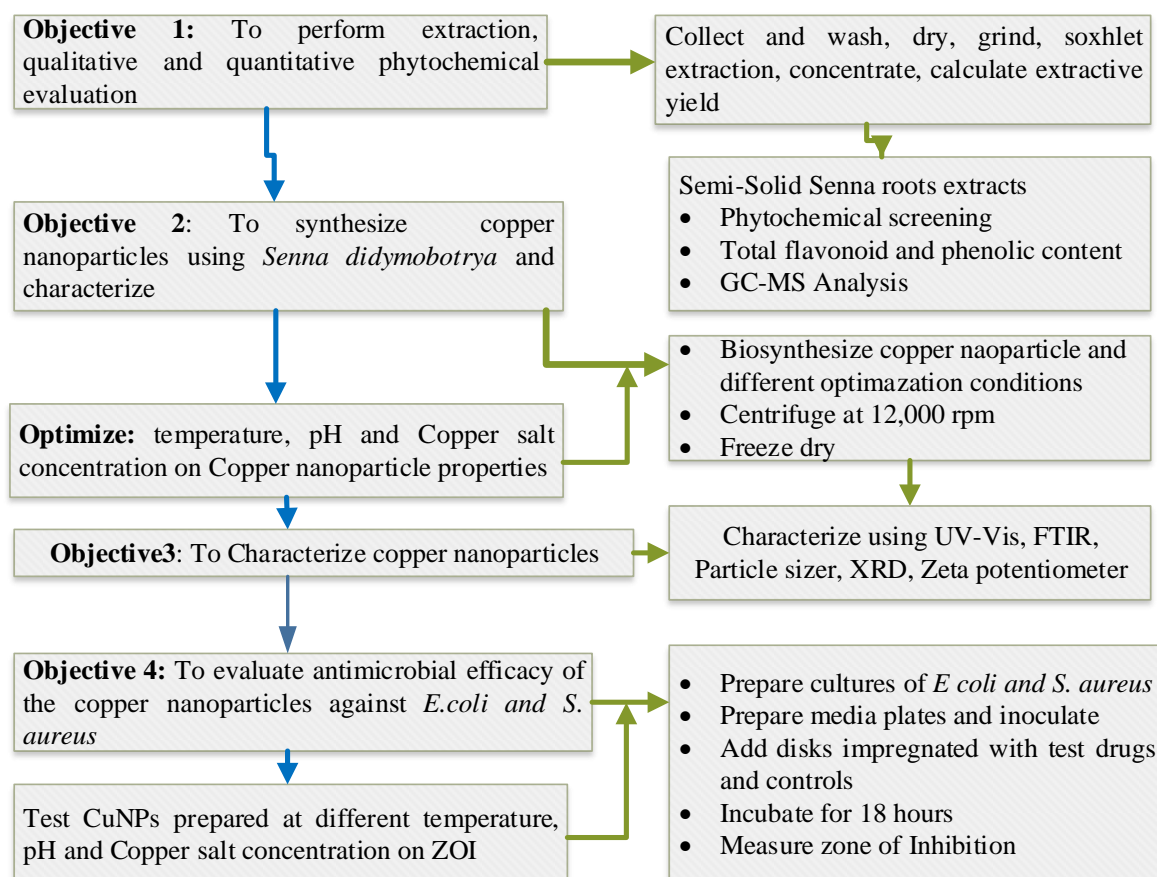 Objective 1: To perform extraction,
qualitative and quantitative phytochemical
evaluation
Collect and wash, dry, grind, soxhlet
extraction, concentrate, calculate extractive
yield
Semi-Solid Senna roots extracts
• Phytochemical screening
• Total flavonoid and phenolic content
• GC-MS Analysis
Objective 2: To synthesize copper
nanoparticles using Senna didymobotrya and
characterize
• Biosynthesize copper naoparticle and
different optimazation conditions
• Centrifuge at 12,000 rpm
• Freeze dry
Optimize: temperature, pH and Copper salt
concentration on Copper nanoparticle properties
Objective3: To Characterize copper nanoparticles
Characterize using UV-Vis, FTIR,
Particle sizer, XRD, Zeta potentiometer
Objective 4: To evaluate antimicrobial efficacy of
the copper nanoparticles against E.coli and S.
aureus
• Prepare cultures of E coli and S. aureus
• Prepare media plates and inoculate
• Add disks impregnated with test drugs
and controls
• Incubate for 18 hours
• Measure zone of Inhibition
Test CuNPs prepared at different temperature,
pH and Copper salt concentration on ZOI